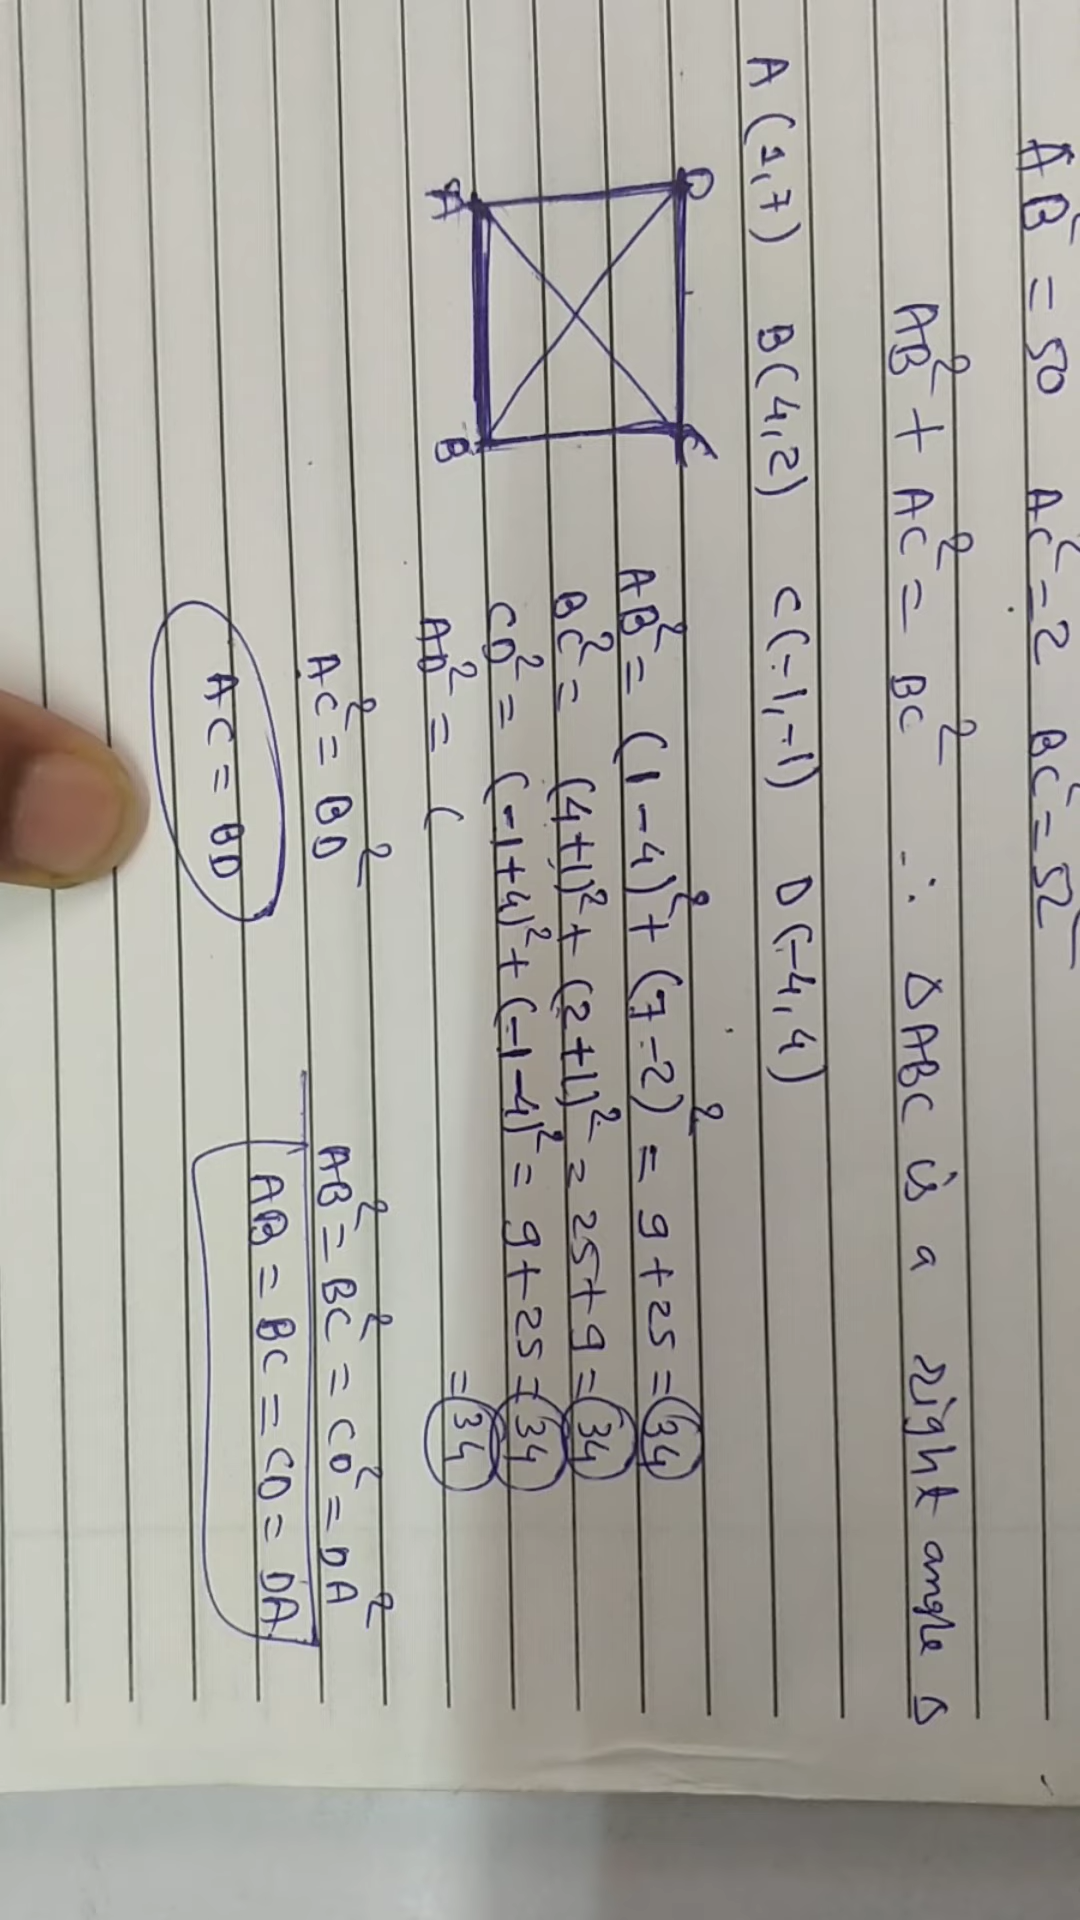 AB² = 50 AC² = 2 BC² = 52
AB² + AC² = BC² ∴ Δ ABC is a right angle Δ
A (1,7) B(4,2) C(-1,-1) D(-4,4)
D C
A B
AB² = (1-4)² + (7-2)² = 9+25 = 34
BC² = (4+1)² + (2+1)² = 25+9 = 34
CD² = (-1+4)² + (-1-4)² = 9+25 = 34
AD² = ( = 34
AC² = BD² AB² = BC² = CD² = DA²
AC = BD AB = BC = CD = DA